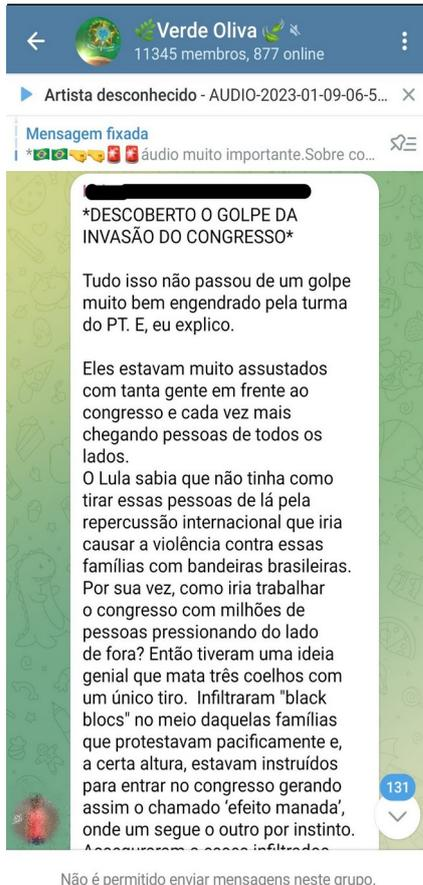 Verde Oliva
11345 membros, 877 online
Artista desconhecido - AUDIO-2023-01-09-06-5...
Mensagem fixada
*🇧🇷🇧🇷🤜🤜🚨🚨áudio muito importante.Sobre co...
*DESCOBERTO O GOLPE DA
INVASÃO DO CONGRESSO*
Tudo isso não passou de um golpe
muito bem engendrado pela turma
do PT. E, eu explico.
Eles estavam muito assustados
com tanta gente em frente ao
congresso e cada vez mais
chegando pessoas de todos os
lados.
O Lula sabia que não tinha como
tirar essas pessoas de lá pela
repercussão internacional que iria
causar a violência contra essas
famílias com bandeiras brasileiras.
Por sua vez, como iria trabalhar
o congresso com milhões de
pessoas pressionando do lado
de fora? Então tiveram uma ideia
genial que mata três coelhos com
um único tiro.  Infiltraram "black
blocs" no meio daquelas famílias
que protestavam pacificamente e,
a certa altura, estavam instruídos
para entrar no congresso gerando
assim o chamado ‘efeito manada’,
onde um segue o outro por instinto.
131
Não é permitido enviar mensagens neste grupo.